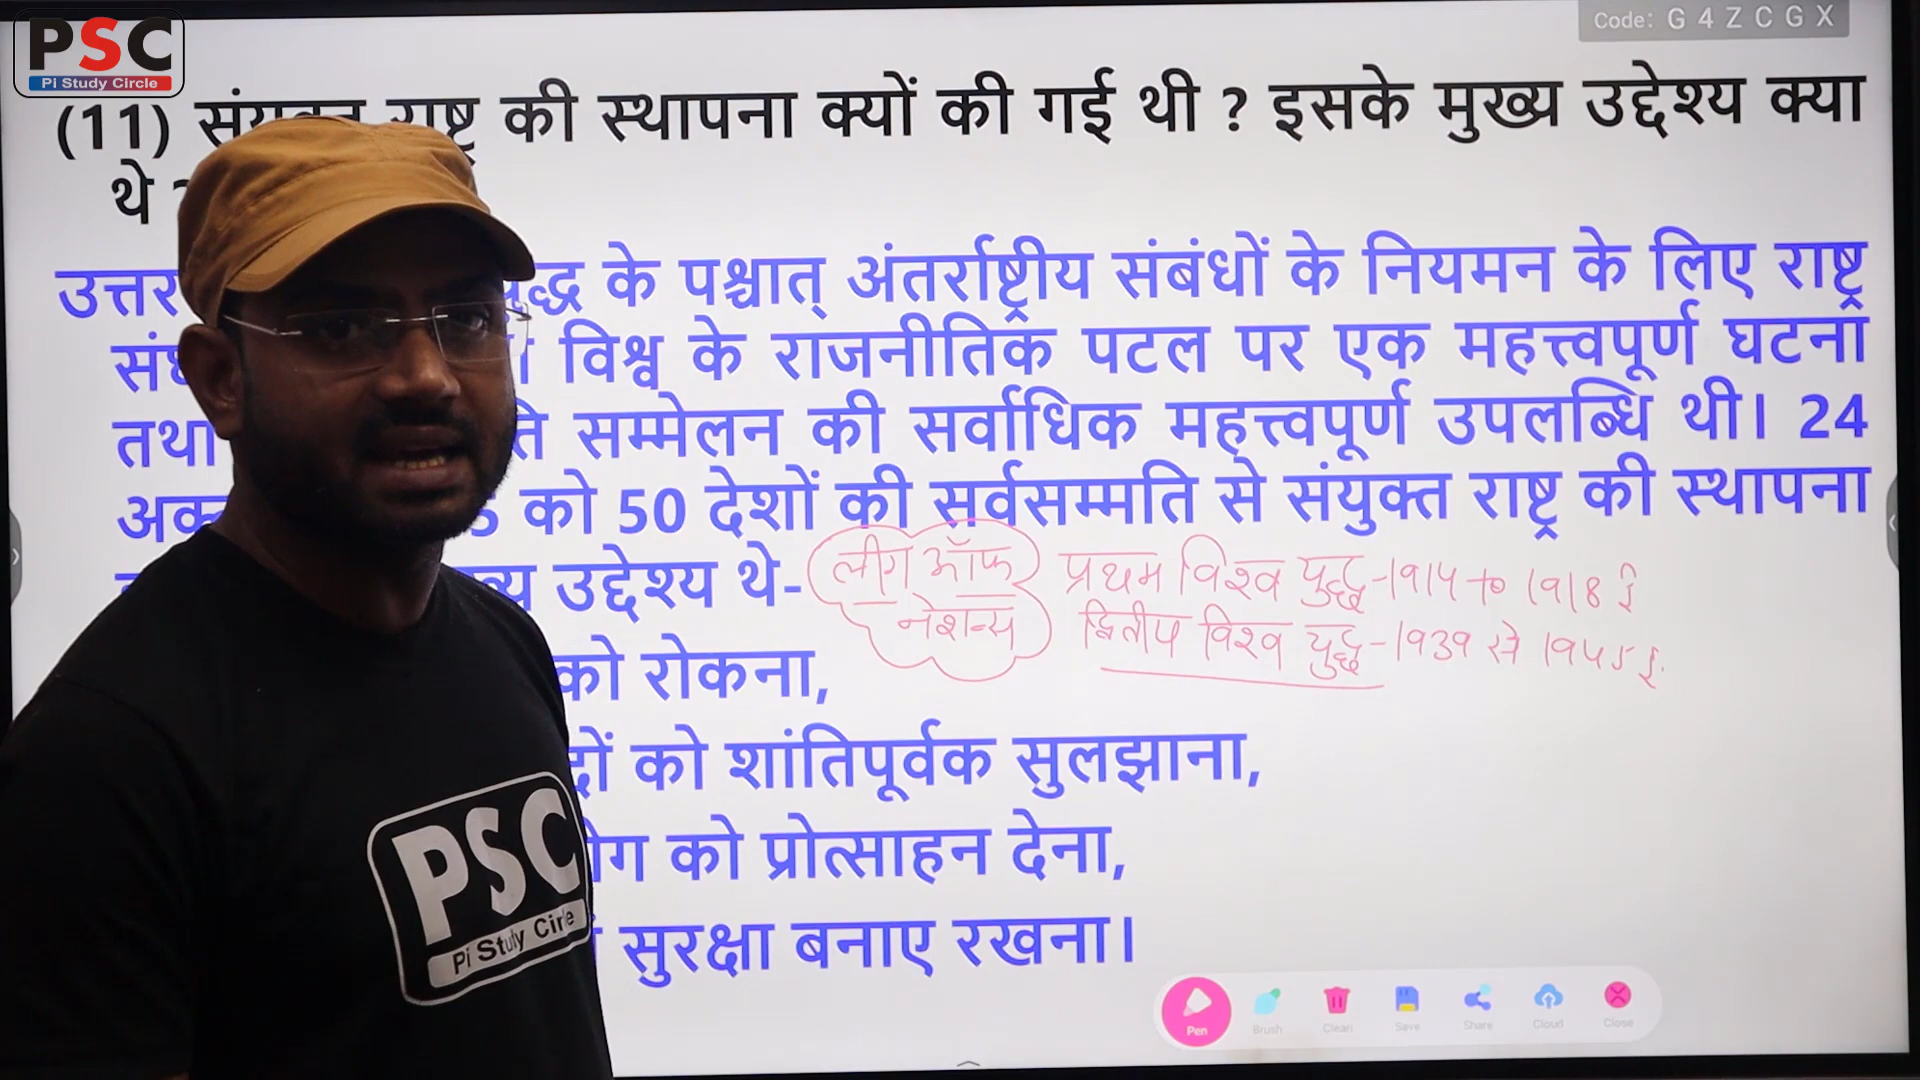 PSC
Pi Study Circle
Code: G 4 Z C G X
(11) संयुक्त राष्ट्र की स्थापना क्यों की गई थी ? इसके मुख्य उद्देश्य क्या
थे ?
उत्तर युद्ध के पश्चात् अंतर्राष्ट्रीय संबंधों के नियमन के लिए राष्ट्र
संघ विश्व के राजनीतिक पटल पर एक महत्त्वपूर्ण घटना
तथा सम्मेलन की सर्वाधिक महत्त्वपूर्ण उपलब्धि थी। 24
को 50 देशों की सर्वसम्मति से संयुक्त राष्ट्र की स्थापना
उद्देश्य थे-
लीग ऑफ
नेशन्स
प्रथम विश्व युद्ध-1914 to 1918 ई
द्वितीय विश्व युद्ध-1939 से 1945 ई.
को रोकना,
को शांतिपूर्वक सुलझाना,
को प्रोत्साहन देना,
सुरक्षा बनाए रखना।
PSC
Pi Study Circle
Pen
Brush
Clean
Save
Share
Cloud
Close